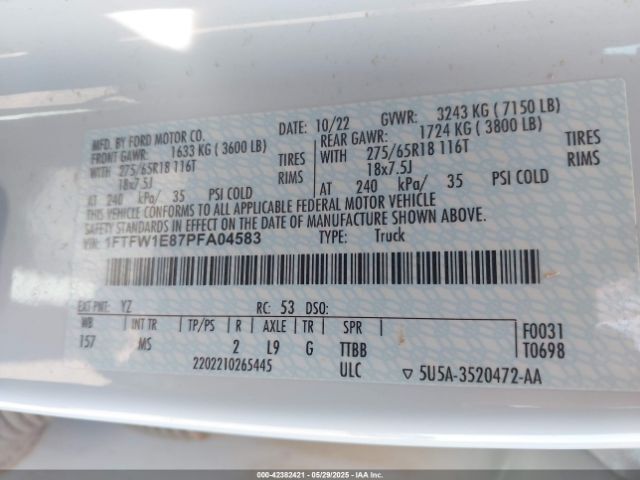 MFD. BY FORD MOTOR CO.
DATE: 10/22 GVWR: 3243 KG ( 7150 LB)
FRONT GAWR: 1633 KG ( 3600 LB) REAR GAWR: 1724 KG ( 3800 LB)
WITH 275/65R18 116T TIRES WITH 275/65R18 116T TIRES
18x7.5J RIMS 18x7.5J RIMS
AT 240 kPa/ 35 PSI COLD AT 240 kPa/ 35 PSI COLD
THIS VEHICLE CONFORMS TO ALL APPLICABLE FEDERAL MOTOR VEHICLE
SAFETY STANDARDS IN EFFECT ON THE DATE OF MANUFACTURE SHOWN ABOVE.
VIN: 1FTFW1E87PFA04583 TYPE: Truck
EXT PNT: YZ RC: 53 DSO:
WB INT TR TP/PS R AXLE TR SPR F0031
157 MS 2 L9 G TTBB T0698
2202210265445 ULC ▽ 5U5A-3520472-AA
000-42382421 - 05/29/2025 - IAA Inc.